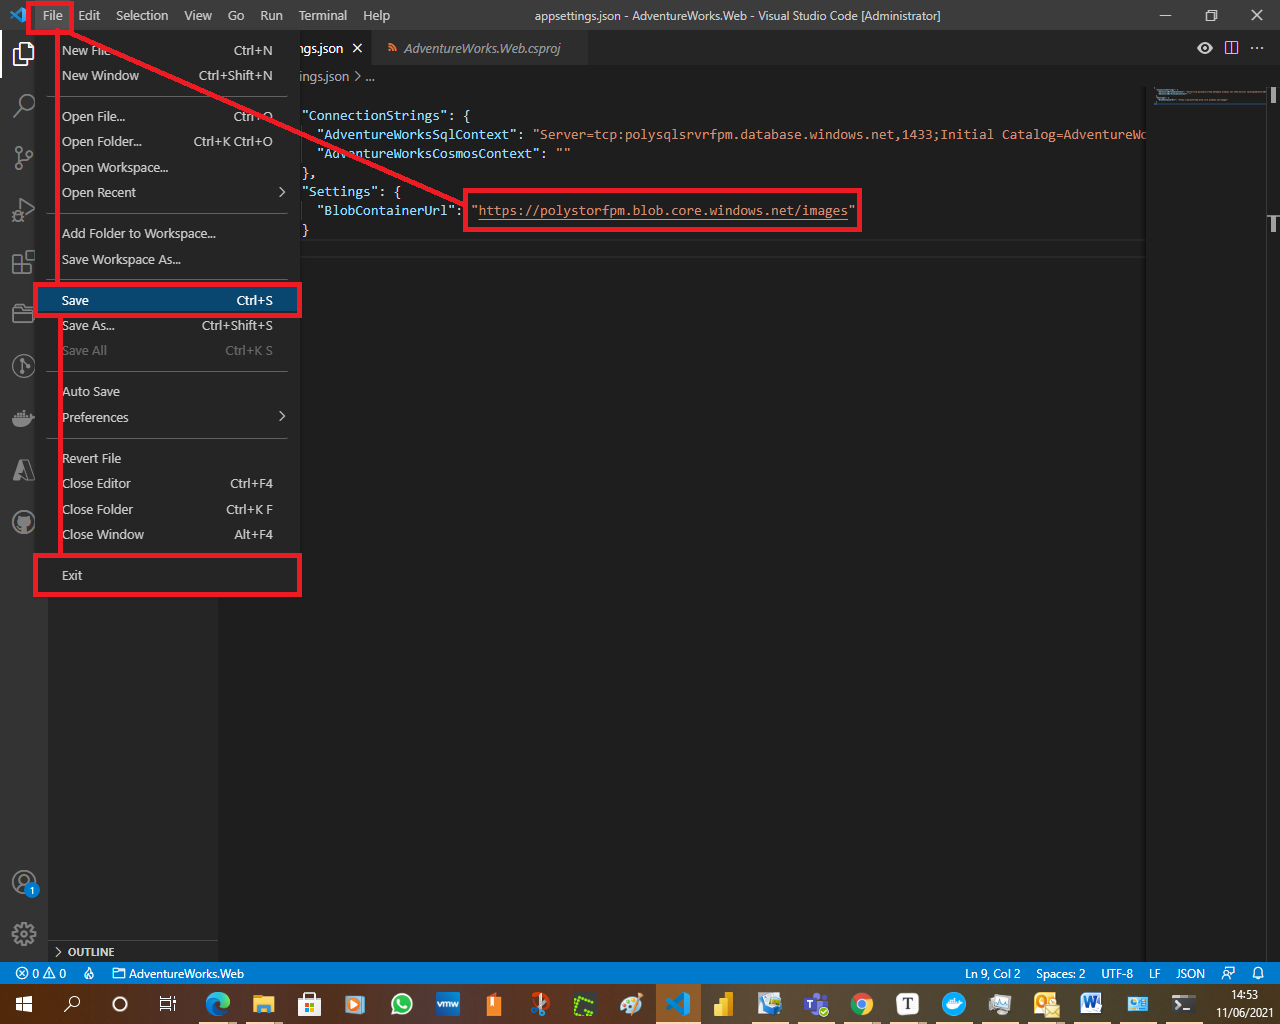 File Edit Selection View Go Run Terminal Help
appsettings.json - AdventureWorks.Web - Visual Studio Code [Administrator]
ngs.json AdventureWorks.Web.csproj
ngs.json > ...
New File Ctrl+N
New Window Ctrl+Shift+N
Open File... Ctrl+O
Open Folder... Ctrl+K Ctrl+O
Open Workspace...
Open Recent
Add Folder to Workspace...
Save Workspace As...
Save Ctrl+S
Save As... Ctrl+Shift+S
Save All Ctrl+K S
Auto Save
Preferences
Revert File
Close Editor Ctrl+F4
Close Folder Ctrl+K F
Close Window Alt+F4
Exit
"ConnectionStrings": {
"AdventureWorksSqlContext": "Server=tcp:polysqlsrvrfpm.database.windows.net,1433;Initial Catalog=AdventureWo
"AdventureWorksCosmosContext": ""
},
"Settings": {
"BlobContainerUrl": "https://polystorfpm.blob.core.windows.net/images"
}
1
OUTLINE
0 0 AdventureWorks.Web
Ln 9, Col 2 Spaces: 2 UTF-8 LF JSON
vmw T W
14:53
11/06/2021